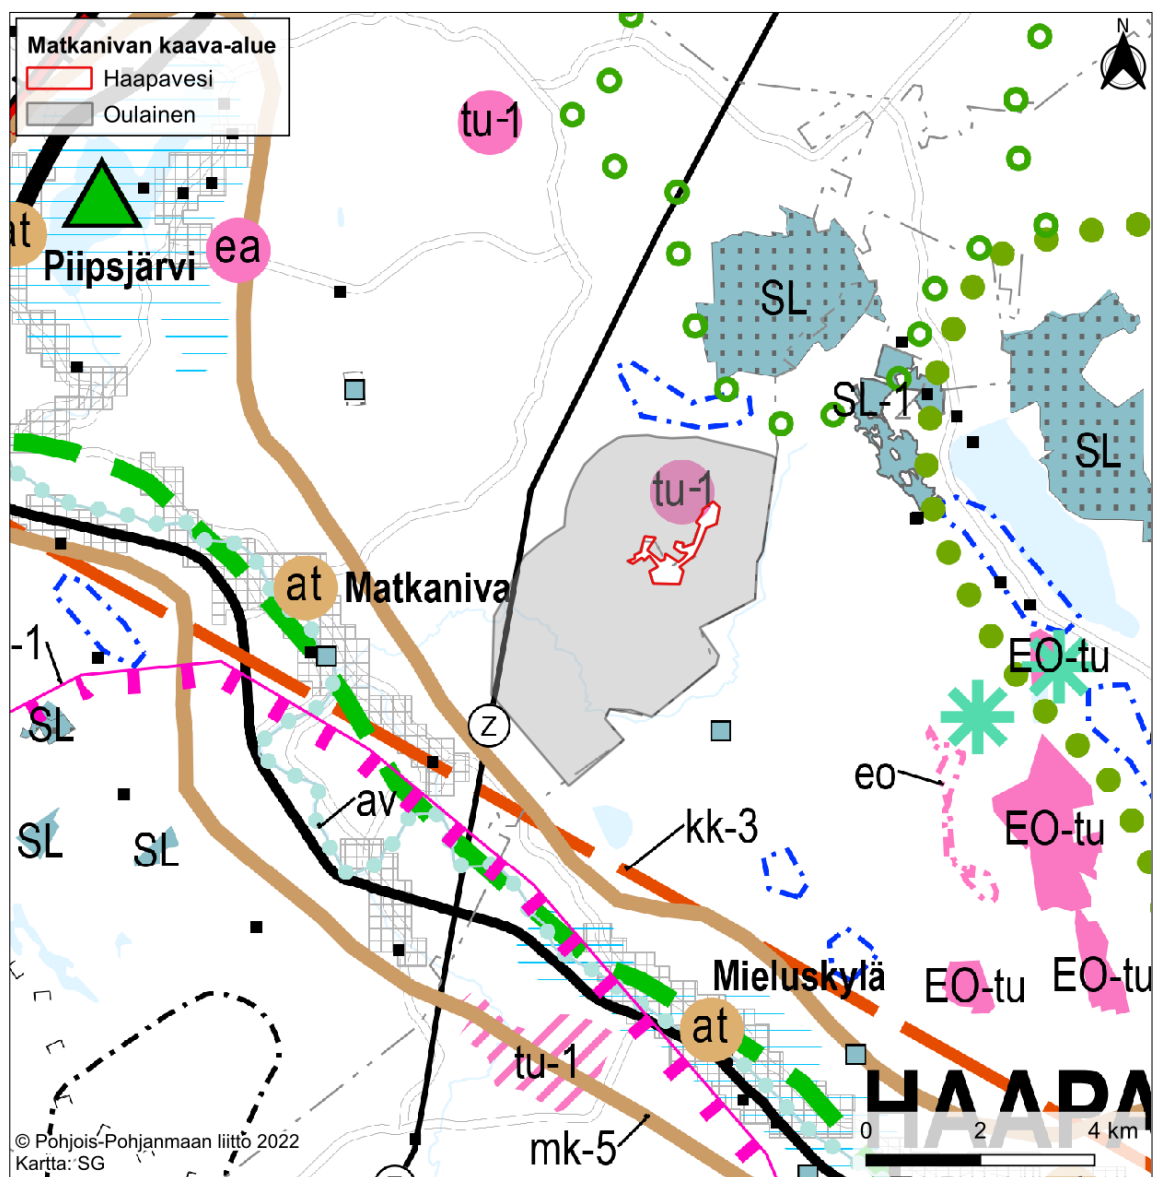 Matkanivan kaava-alue
Haapavesi
Oulainen
N
tu-1
at
Piipsjärvi
ea
SL
SL-1
SL
tu-1
at
Matkaniva
-1
SL
EO-tu
z
eo
av
kk-3
EO-tu
SL
SL
Mieluskylä
EO-tu
EO-tu
at
tu-1
HAAPA
mk-5
0 2 4 km
© Pohjois-Pohjanmaan liitto 2022
Kartta: SG